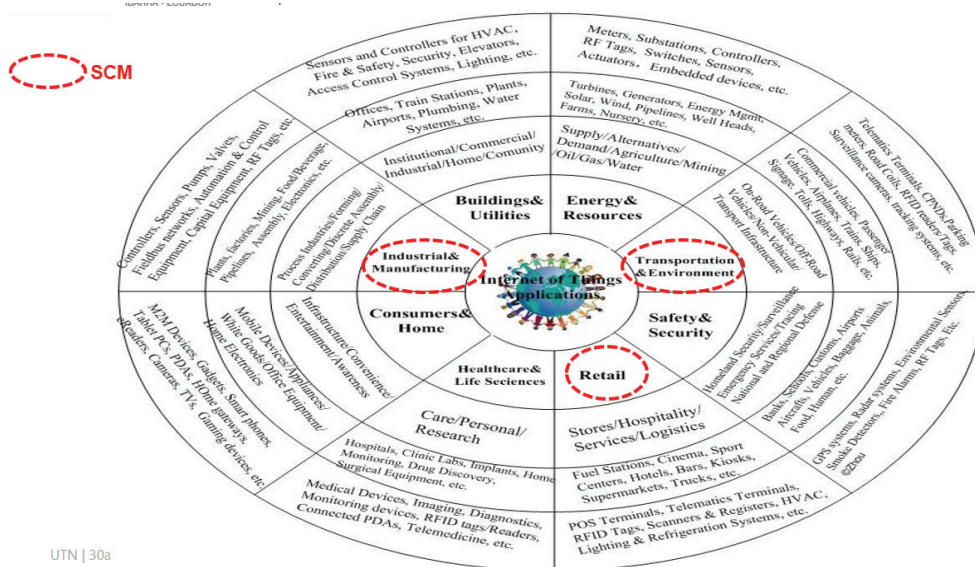 IBARRA - ECUADOR
SCM
Sensors and Controllers for HVAC,
Fire & Safety, Security, Elevators,
Access Control Systems, Lighting, etc.
Offices, Train Stations, Plants,
Airports, Plumbing, Water
Systems, etc.
Institutional/Commercial/
Industrial/Home/Comunity
Buildings&
Utilities
Meters, Substations, Controllers,
RF Tags, Switches, Sensors,
Actuators, Embedded devices, etc.
Turbines, Generators, Energy Mgmt,
Solar, Wind, Pipelines, Well Heads,
Farms, Nursery, etc.
Supply/Alternatives/
Demand/Agriculture/Mining
/Oil/Gas/Water
Energy&
Resources
Telematics Terminals, CPNDs,Parking
meters, Road Coils, RFID readers/Tags,
Surveillance cameras, tracking systems, etc.
Commercial vehicles, Passenger
Vehicles, Airplanes, Trains, Ships,
Signage, Tolls, Highways, Rails, etc.
On-Road Vehicles/Off-Road
Vehicles/Non-Vehicular/
Transport Infrastructure
Transportation
&Environment
GPS systems, Radar systems, Environmental Sensors,
Smoke Detectors, Fire Alarms, RF Tags, Etc.
©Zhou
Banks, Schools, Customs, Airports
Aircrafts, Vehicles, Baggage, Animals,
Food, Human, etc.
Homeland Security/Surveillance
Emergency Services/Tracing
National and Regional Defense
Safety&
Security
Retail
Stores/Hospitality/
Services/Logistics
Fuel Stations, Cinema, Sport
Centers, Hotels, Bars, Kiosks,
Supermarkets, Trucks, etc.
POS Terminals, Telematics Terminals,
RFID Tags, Scanners & Registers, HVAC,
Lighting & Refrigration Systems, etc.
Healthcare&
Life Seciences
Care/Personal/
Research
Hospitals, Clinic Labs, Implants, Home
Monitoring, Drug Discovery,
Surgical Equipment, etc.
Medical Devices, Imaging, Diagnostics,
Monitoring devices, RFID tags/Readers,
Connected PDAs, Telemedicine, etc.
Consumers&
Home
Infrastructure/Convenience/
Entertainment/Awareness
Mobile Devices/Appliances/
White Goods/Office Equipment/
Home Electronics
M2M Devices, Gadgets, Smart phones,
Tablet PCs, PDAs, HOme gateways,
eReaders, Cameras, TVs, Gaming devices, etc
Industrial&
Manufacturing
Process Industries/Forming/
Converting/Discrete Assembly/
Distribution/Supply Chain
Plants, factories, Mining, Food/Beverage,
Pipelines, Assembly, Electronics, etc.
Controllers, Sensors, Pumps, Valves,
Fieldbus networks, Automation & Control
Equipment, Capital Equipment, RF Tags, etc.
Internet of Things
Applications
UTN | 30a